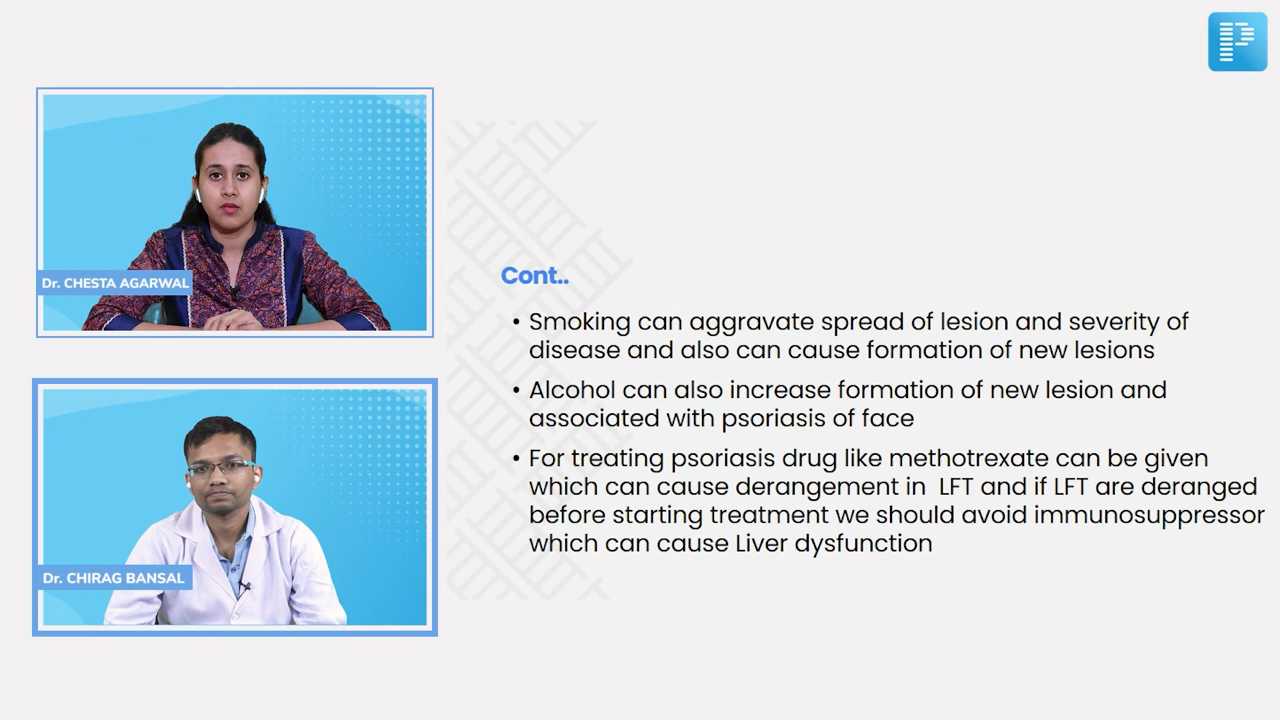 Dr. CHESTA AGARWAL
Dr. CHIRAG BANSAL
Cont..
• Smoking can aggravate spread of lesion and severity of
disease and also can cause formation of new lesions
• Alcohol can also increase formation of new lesion and
associated with psoriasis of face
• For treating psoriasis drug like methotrexate can be given
which can cause derangement in LFT and if LFT are deranged
before starting treatment we should avoid immunosuppressor
which can cause Liver dysfunction